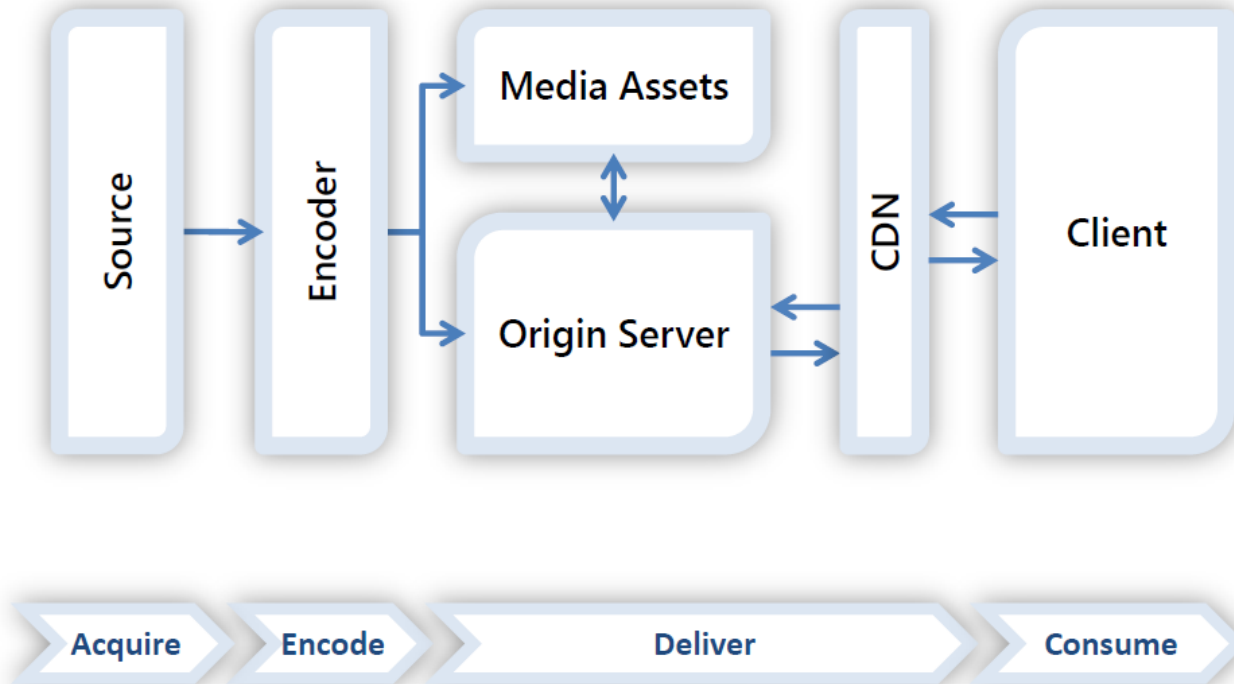 Source
Encoder
Media Assets
Origin Server
CDN
Client
Acquire
Encode
Deliver
Consume